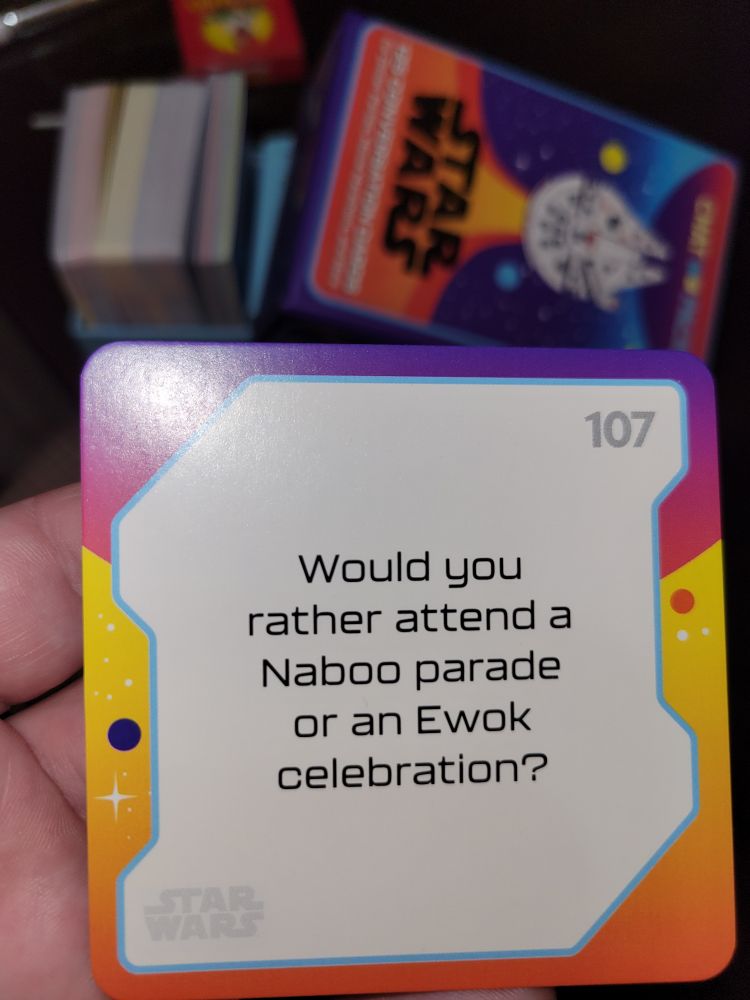 STAR
WARS
107
Would you
rather attend a
Naboo parade
or an Ewok
celebration?
STAR
WARS